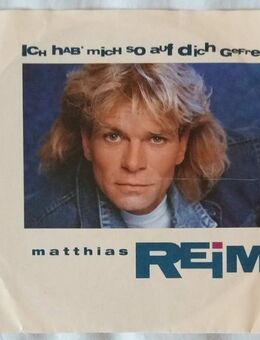 Ich hab' mich so auf dich Gefre
matthias REiM